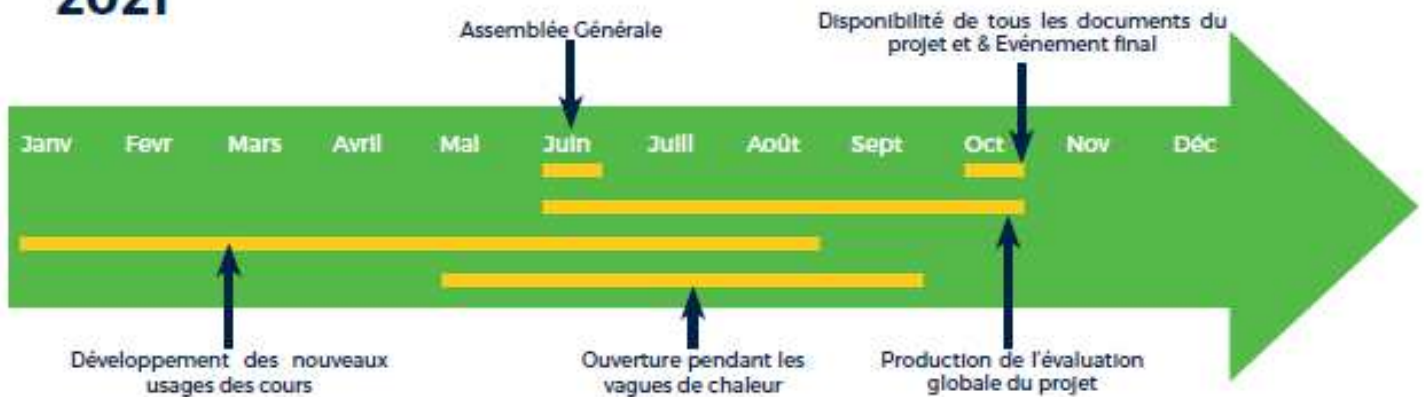 2021
Assemblée Générale
Disponibilité de tous les documents du
projet et & Evénement final
Janv Fevr Mars Avril Mai Juin Juill Août Sept Oct Nov Déc
Développement des nouveaux
usages des cours
Ouverture pendant les
vagues de chaleur
Production de l'évaluation
globale du projet